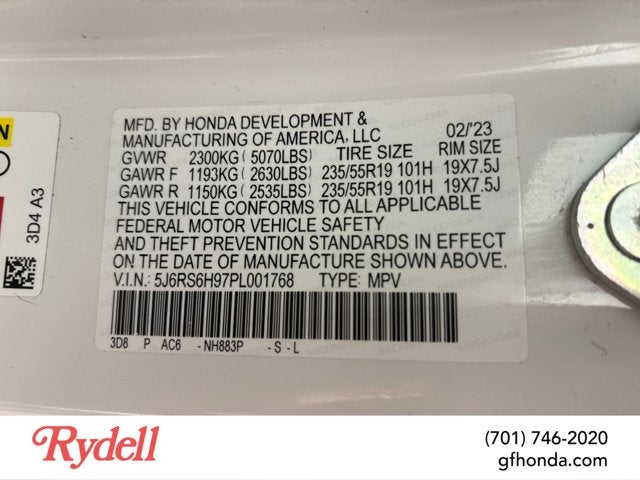 MFD. BY HONDA DEVELOPMENT &
MANUFACTURING OF AMERICA, LLC 02/'23
GVWR 2300KG ( 5070LBS) TIRE SIZE RIM SIZE
GAWR F 1193KG ( 2630LBS) 235/55R19 101H 19X7.5J
GAWR R 1150KG ( 2535LBS) 235/55R19 101H 19X7.5J
THIS VEHICLE CONFORMS TO ALL APPLICABLE
FEDERAL MOTOR VEHICLE SAFETY
AND THEFT PREVENTION STANDARDS IN EFFECT
ON THE DATE OF MANUFACTURE SHOWN ABOVE.
V.I.N.: 5J6RS6H97PL001768 TYPE: MPV
3D8 P AC6 -NH883P -S-L
3D4 A3
Rydell
(701) 746-2020
gfhonda.com